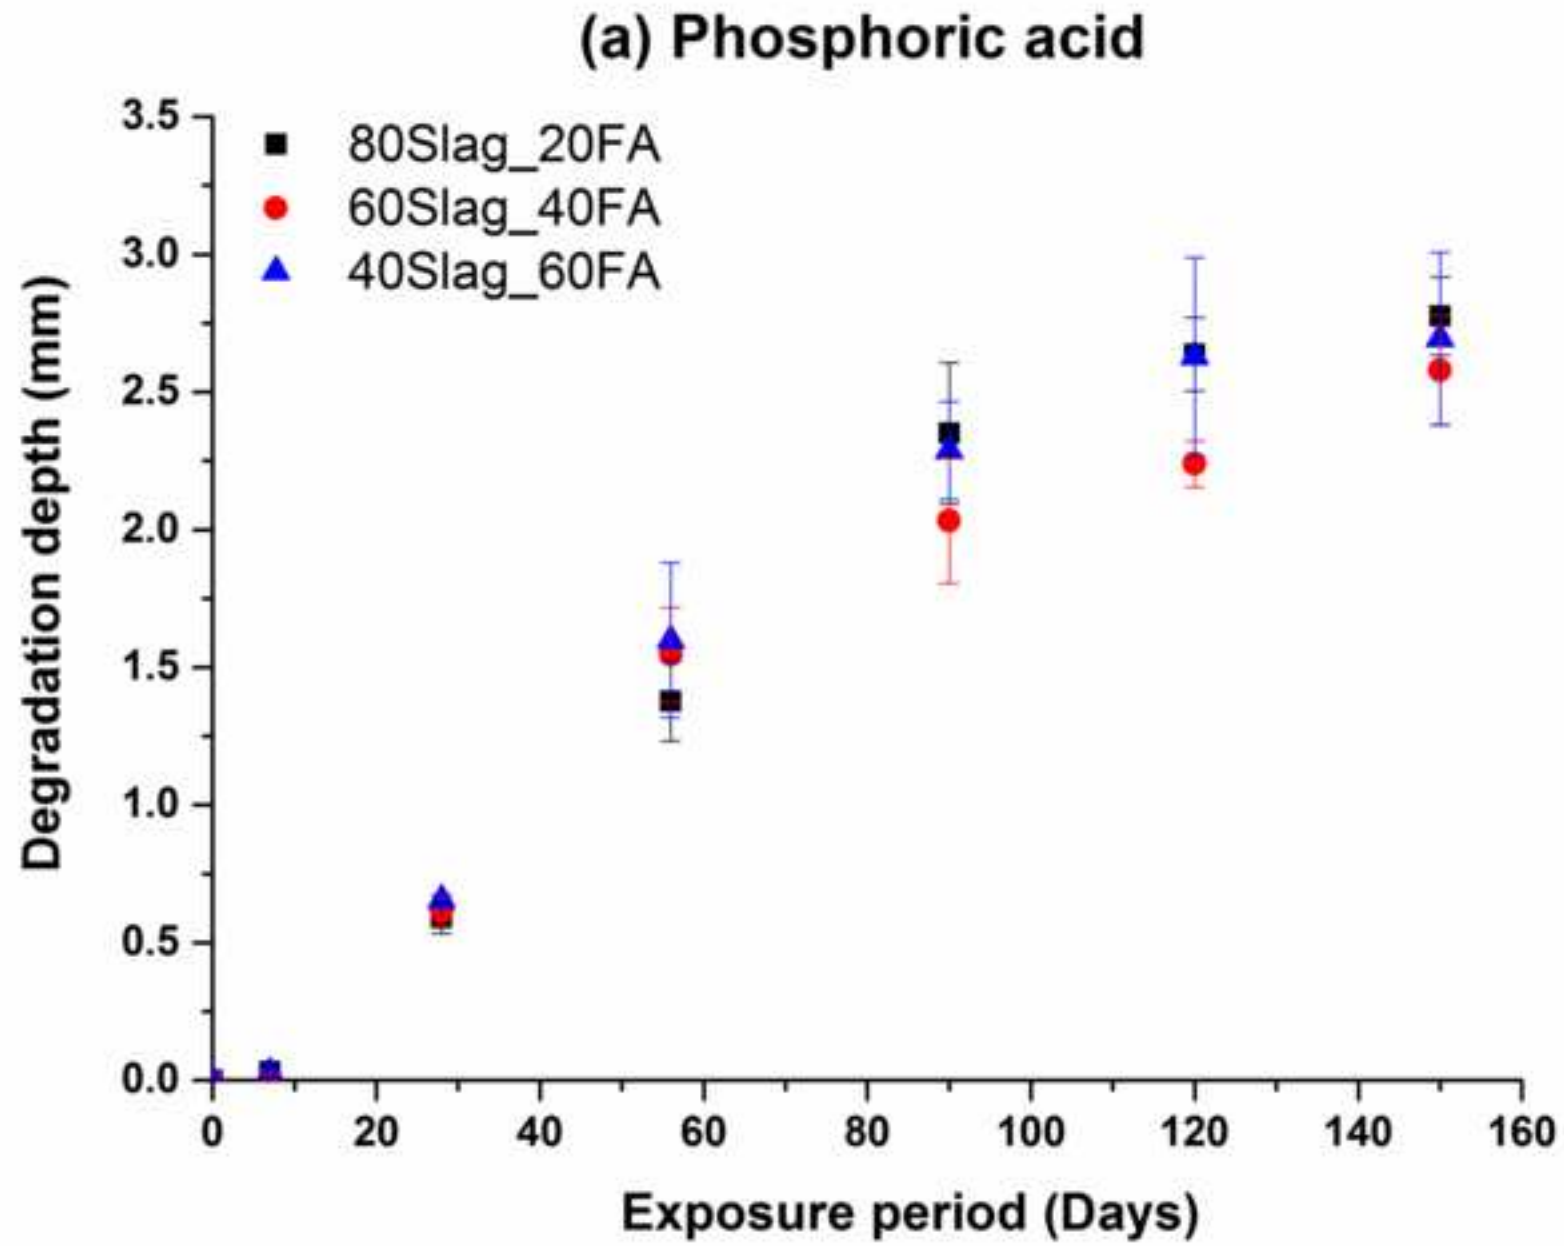 (a) Phosphoric acid
3.5
80Slag_20FA
60Slag_40FA
3.0
40Slag_60FA
2.5
2.0
1.5
1.0
0.5
0.0
Degradation depth (mm)
0 20 40 60 80 100 120 140 160
Exposure period (Days)